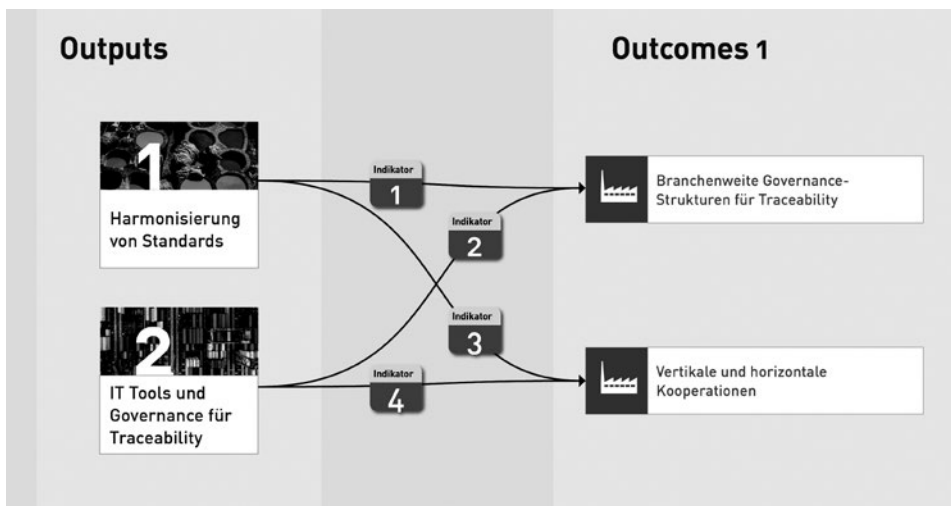 Outputs
Outcomes 1
1
Harmonisierung
von Standards
2
IT Tools und
Governance für
Traceability
Indikator
1
Indikator
2
Indikator
3
Indikator
4
Branchenweite Governance-
Strukturen für Traceability
Vertikale und horizontale
Kooperationen